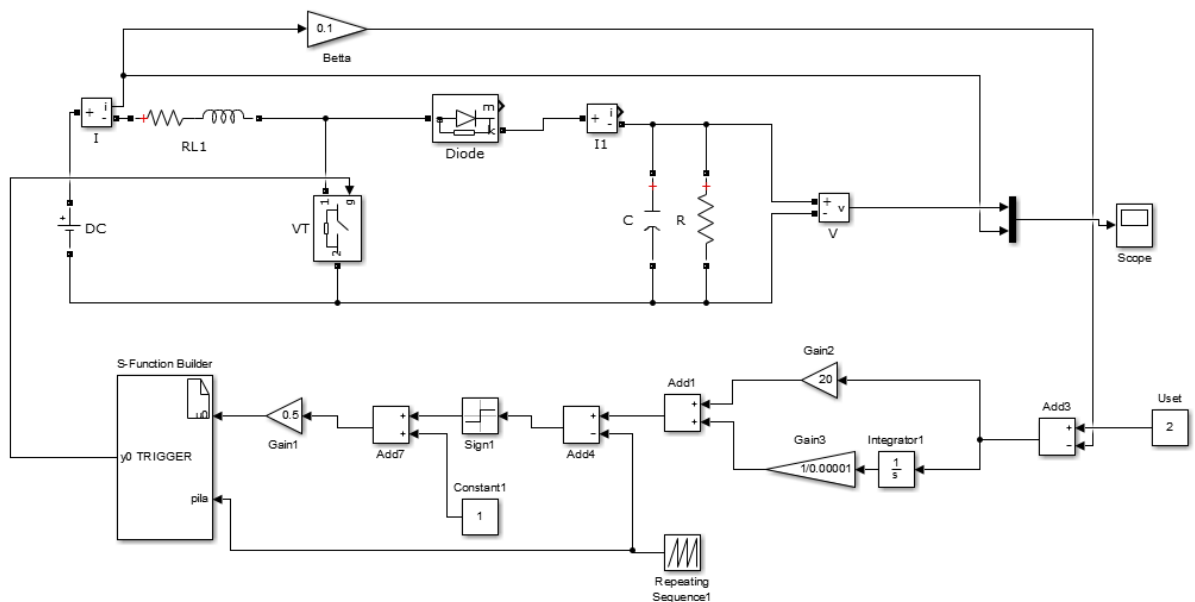 0.1
Betta
i
+
-
I
RL1
m
k
Diode
i
+
-
I1
+
DC
1
g
2
VT
C
R
+
-
v
V
Scope
S-Function Builder
u0
y0 TRIGGER
pila
0.5
Gain1
+
+
Add7
Sign1
+
-
Add4
Constant1
1
Repeating
Sequence1
Add1
+
+
Gain2
20
Gain3
1/0.00001
Integrator1
1
s
Add3
+
-
Uset
2